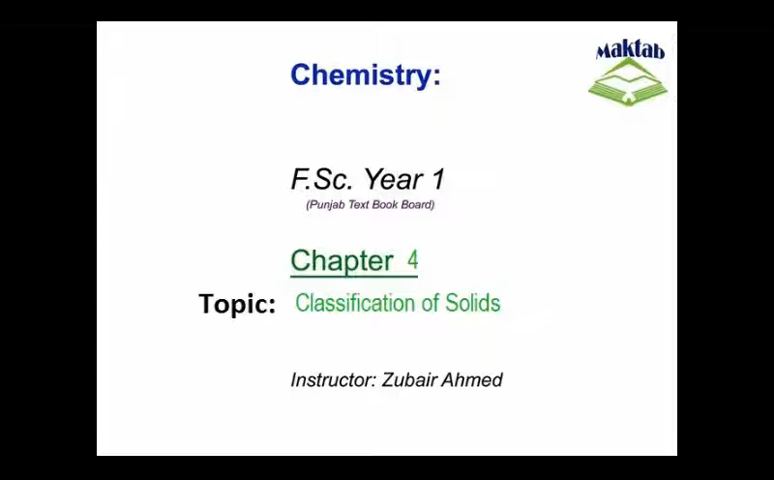 Maktab
Chemistry:
F.Sc. Year 1
(Punjab Text Book Board)
Chapter 4
Topic: Classification of Solids
Instructor: Zubair Ahmed